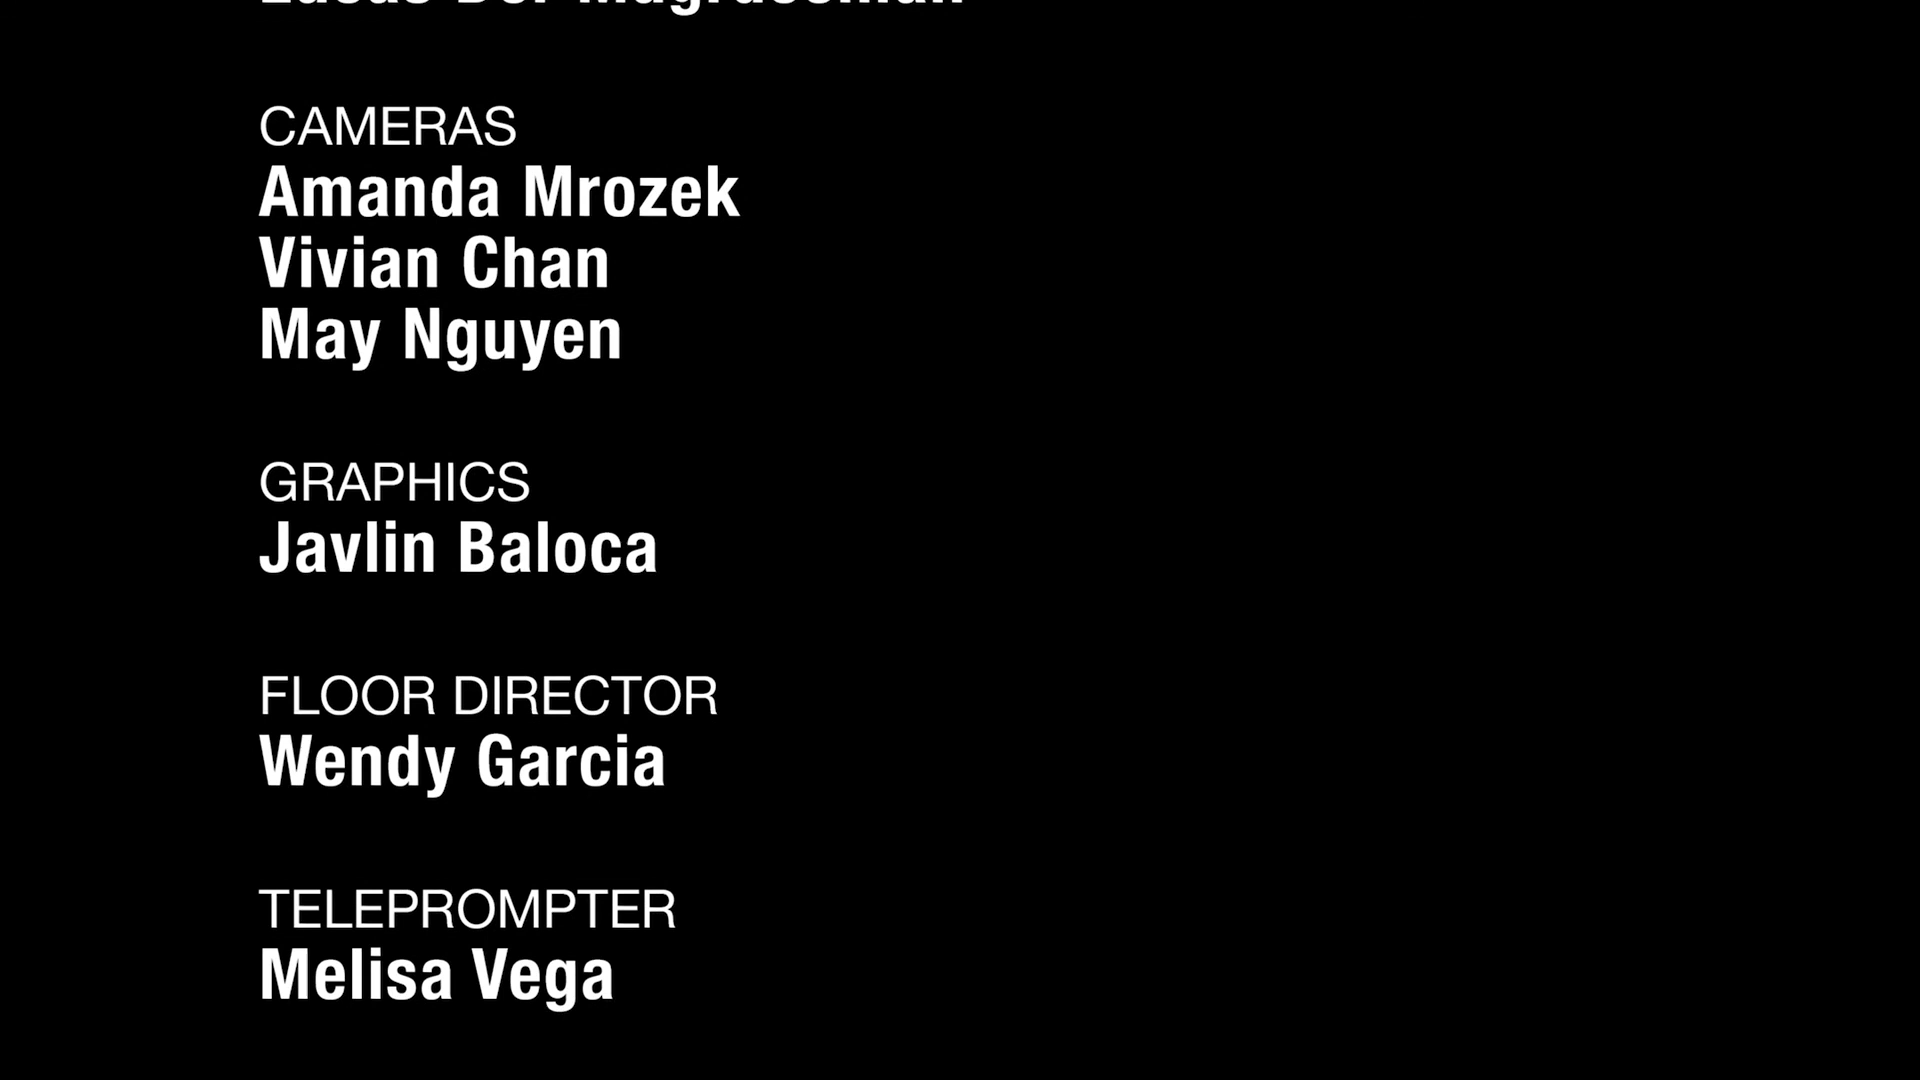 CAMERAS
Amanda Mrozek
Vivian Chan
May Nguyen
GRAPHICS
Javlin Baloca
FLOOR DIRECTOR
Wendy Garcia
TELEPROMPTER
Melisa Vega